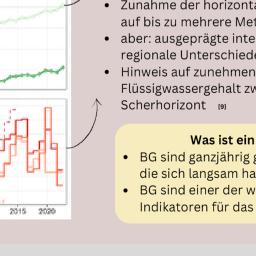 Zunahme der horizonta
auf bis zu mehrere Met
aber: ausgeprägte inte
regionale Unterschiede
Hinweis auf zunehmen
Flüssigwassergehalt zw
Scherhorizont [9]
Was ist ein
BG sind ganzjährig g
die sich langsam ha
BG sind einer der w
Indikatoren für das
2015 2020